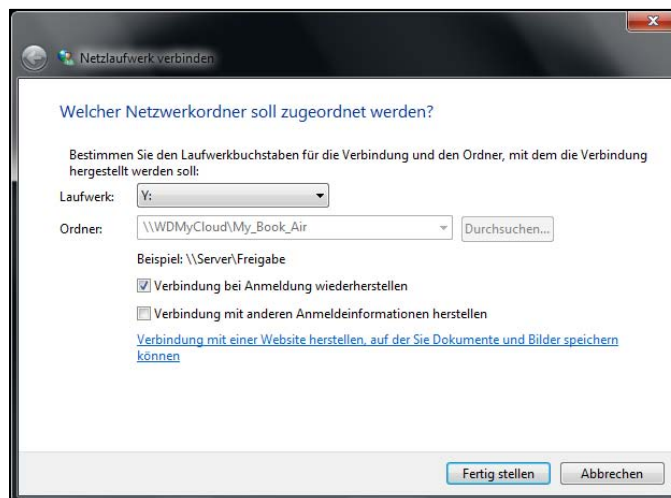 Netzlaufwerk verbinden
Welcher Netzwerkordner soll zugeordnet werden?
Bestimmen Sie den Laufwerkbuchstaben für die Verbindung und den Ordner, mit dem die Verbindung
hergestellt werden soll:
Laufwerk: Y:
Ordner: \\WDMyCloud\My_Book_Air Durchsuchen...
Beispiel: \\Server\Freigabe
Verbindung bei Anmeldung wiederherstellen
Verbindung mit anderen Anmeldeinformationen herstellen
Verbindung mit einer Website herstellen, auf der Sie Dokumente und Bilder speichern
können
Fertig stellen Abbrechen